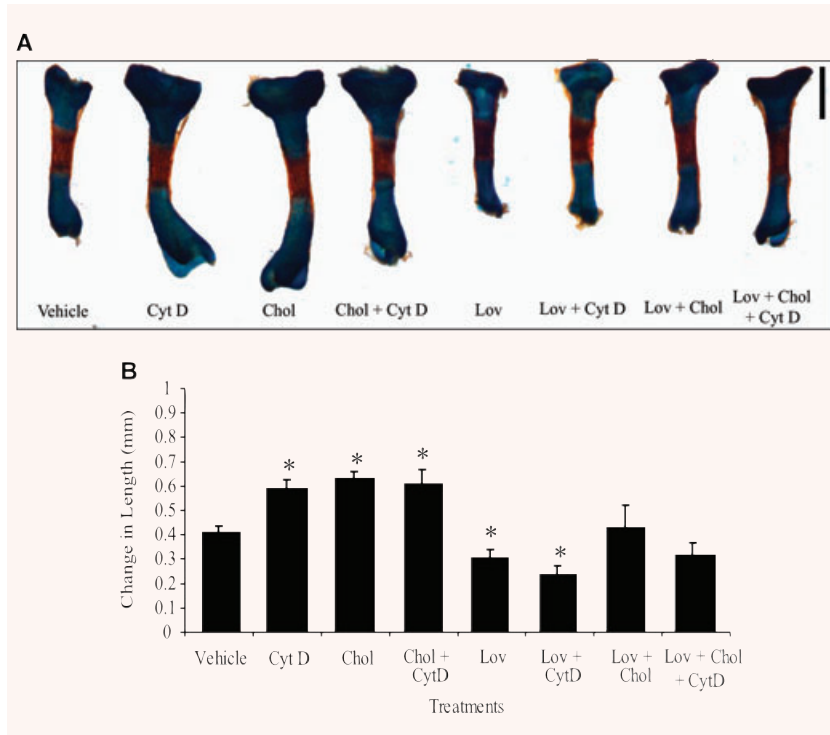 A
Vehicle Cyt D Chol Chol + Cyt D Lov Lov + Cyt D Lov + Chol Lov + Chol
+ Cyt D
B
Change in Length (mm)
1
0.9
0.8
0.7
0.6
0.5
0.4
0.3
0.2
0.1
0
* * * * *
Vehicle Cyt D Chol Chol + Lov Lov + Lov + Lov + Chol
CytD CytD Chol + CytD
Treatments